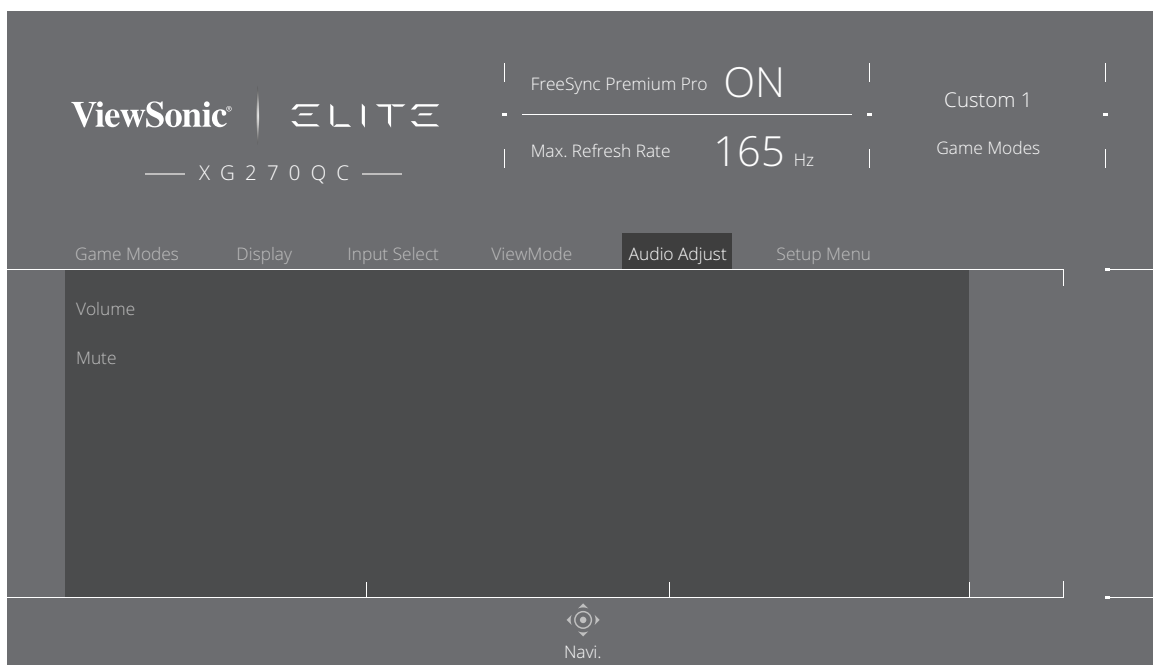 ViewSonic® ELITE
XG270QC
FreeSync Premium Pro ON
Max. Refresh Rate 165 Hz
Custom 1
Game Modes
Game Modes Display Input Select ViewMode Audio Adjust Setup Menu
Volume
Mute
Navi.